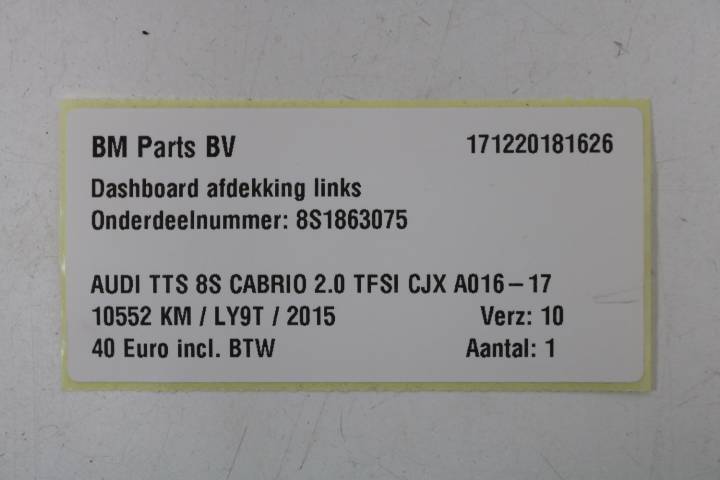 BM Parts BV 171220181626
Dashboard afdekking links
Onderdeelnummer: 8S1863075
AUDI TTS 8S CABRIO 2.0 TFSI CJX A016-17
10552 KM / LY9T / 2015 Verz: 10
40 Euro incl. BTW Aantal: 1